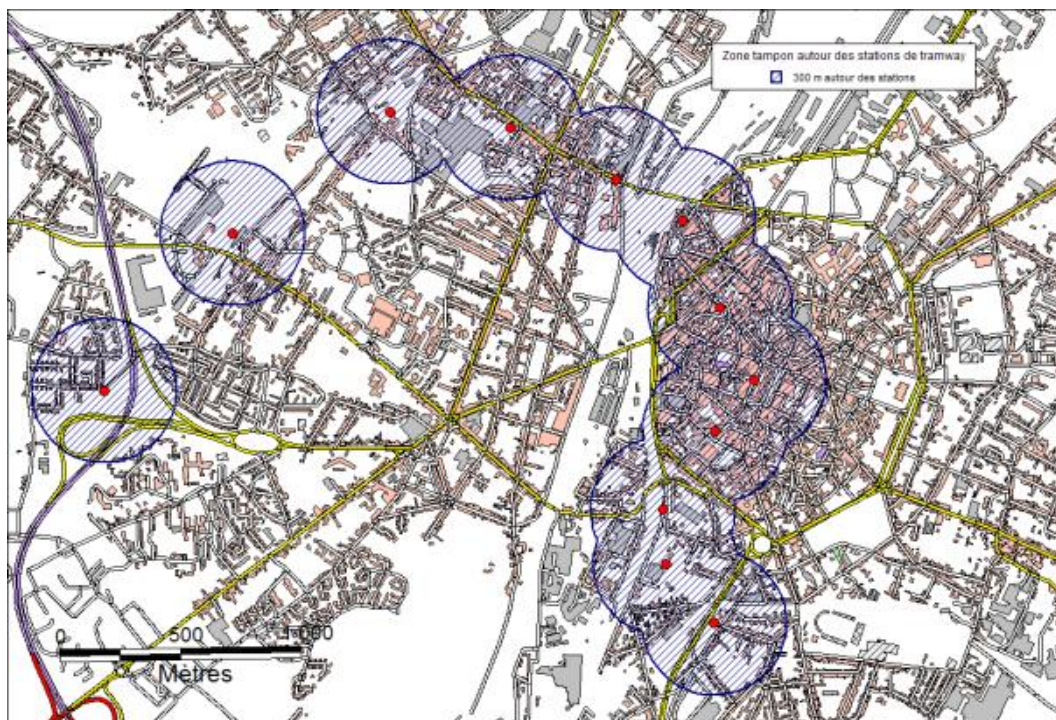 Zone tampon autour des stations de tramway
300 m autour des stations
0 500 1 000
Mètres